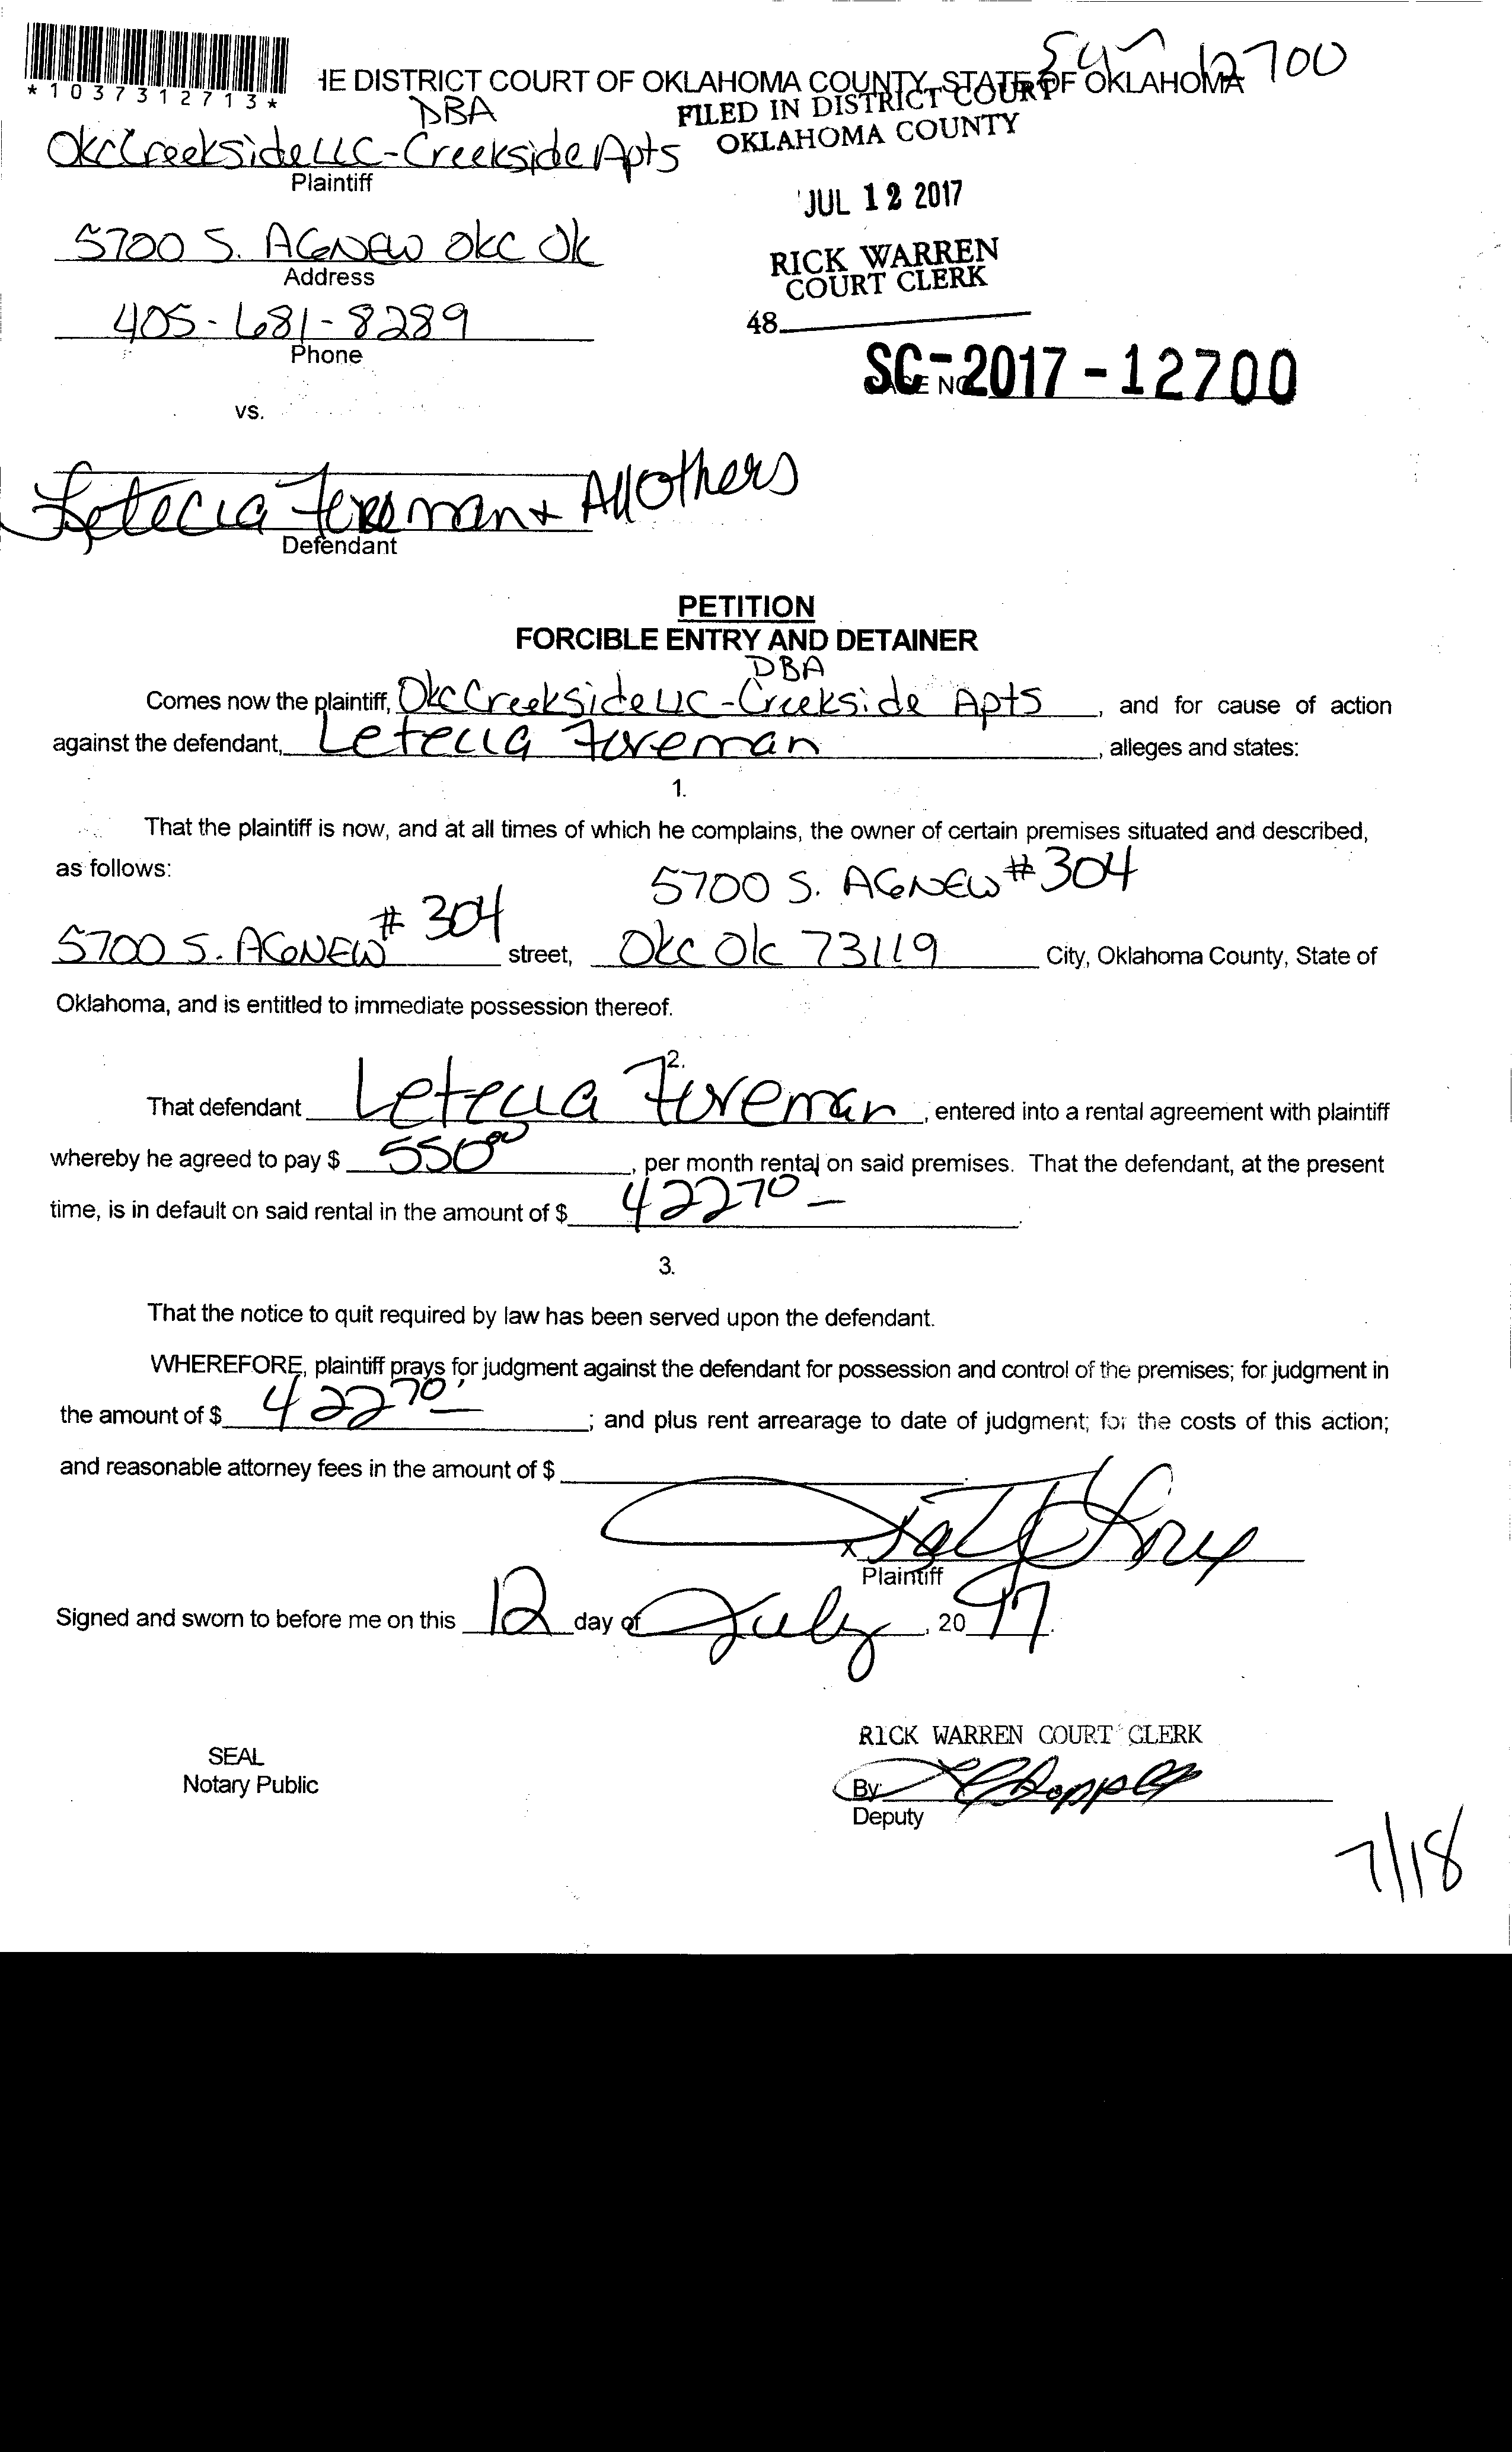 SC 12700
*1037312713*
HE DISTRICT COURT OF OKLAHOMA COUNTY, STATE OF OKLAHOMA
FILED IN DISTRICT COURT
OKLAHOMA COUNTY
DBA
Okc Creekside LLC - Creekside Apts
Plaintiff
JUL 12 2017
5700 S. AGNEW OKC OK
Address
RICK WARREN
COURT CLERK
405-681-8289
Phone
48
SC-2017-12700
CASE NO
vs.
Letecia Foreman + All Others
Defendant
PETITION
FORCIBLE ENTRY AND DETAINER
DBA
Comes now the plaintiff, Okc Creekside LLC - Creekside Apts, and for cause of action
against the defendant, Letecia Foreman, alleges and states:
1.
That the plaintiff is now, and at all times of which he complains, the owner of certain premises situated and described,
as follows:
5700 S. AGNEW #304
5700 S. AGNEW #304 street, Okc Ok 73119 City, Oklahoma County, State of
Oklahoma, and is entitled to immediate possession thereof.
2.
That defendant Letecia Foreman, entered into a rental agreement with plaintiff
whereby he agreed to pay $ 550 00, per month rental on said premises. That the defendant, at the present
time, is in default on said rental in the amount of $ 422 70.
3.
That the notice to quit required by law has been served upon the defendant.
WHEREFORE, plaintiff prays for judgment against the defendant for possession and control of the premises; for judgment in
the amount of $ 422 70; and plus rent arrearage to date of judgment; for the costs of this action;
and reasonable attorney fees in the amount of $
x
Plaintiff
Signed and sworn to before me on this 12 day of July, 20 17.
RICK WARREN COURT CLERK
SEAL
Notary Public
By:
Deputy
7/18